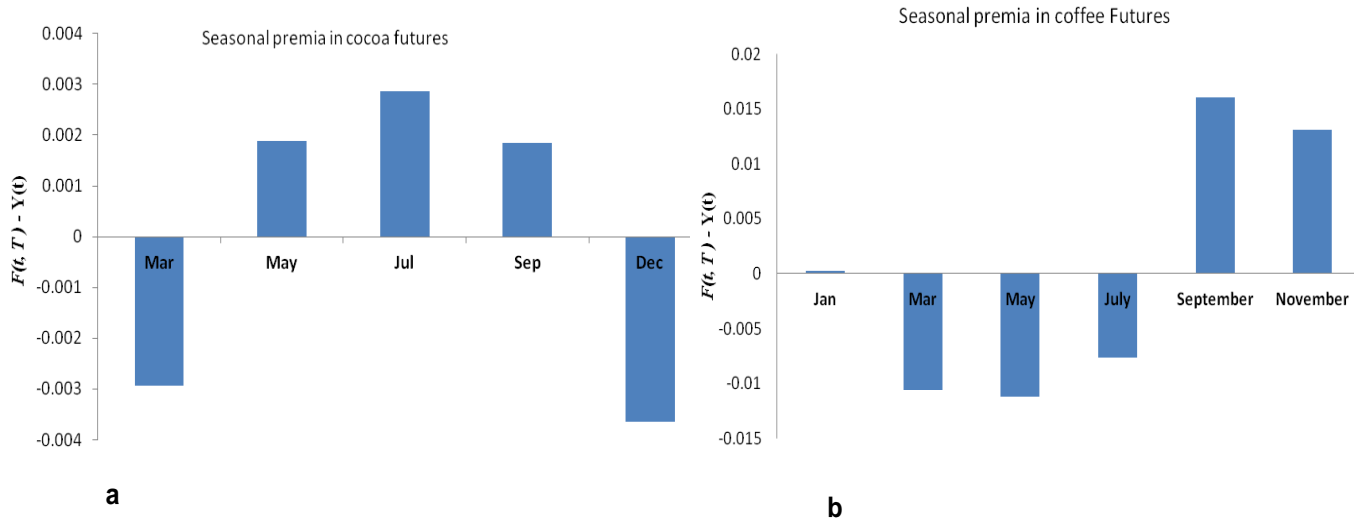 Seasonal premia in cocoa futures
0.004
0.003
0.002
0.001
0
-0.001
-0.002
-0.003
-0.004
F(t, T) - Y(t)
Mar May Jul Sep Dec
a
Seasonal premia in coffee Futures
0.02
0.015
0.01
0.005
0
-0.005
-0.01
-0.015
F(t, T) - Y(t)
Jan Mar May July September November
b